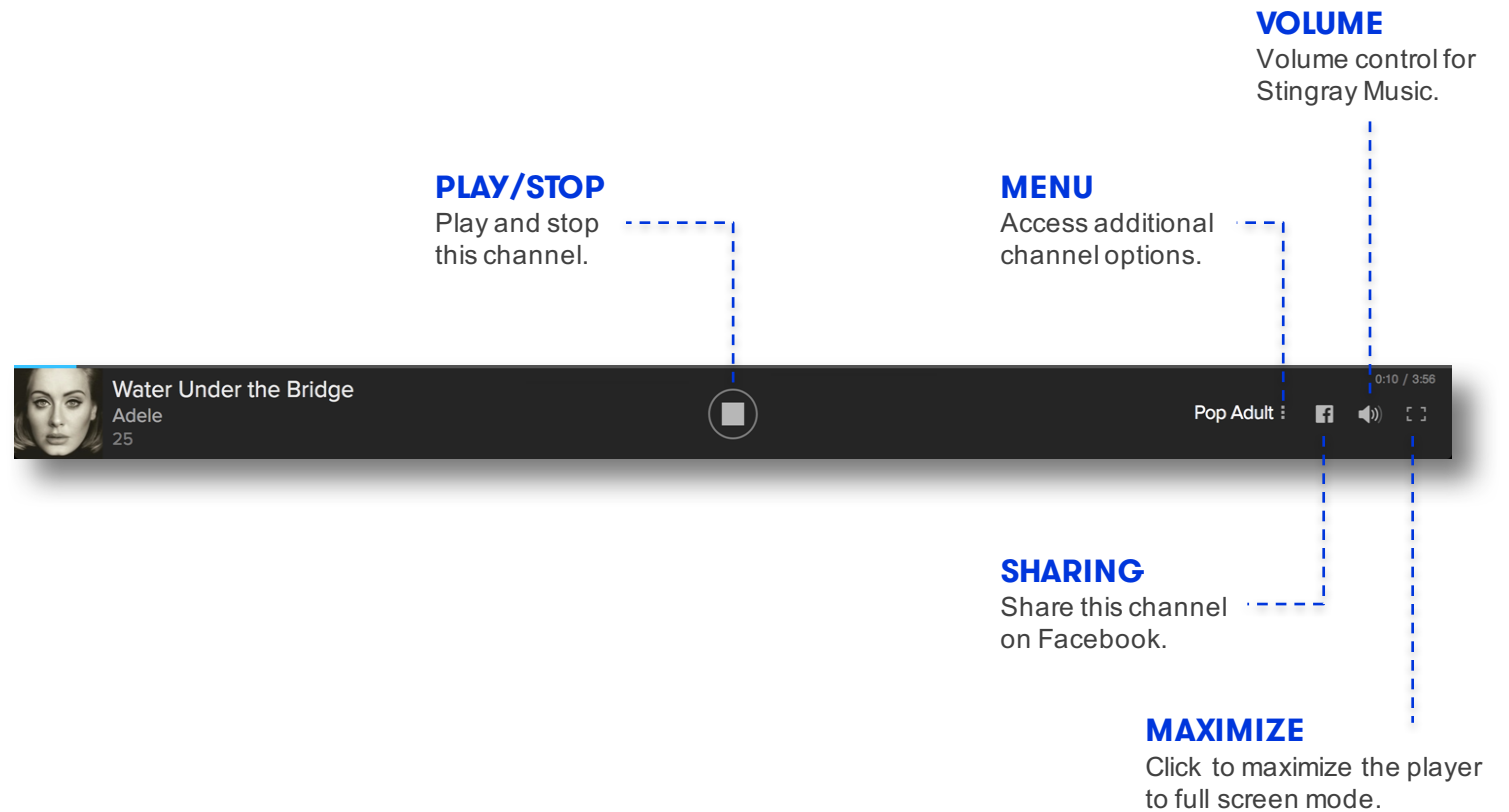 VOLUME
Volume control for
Stingray Music.
PLAY/STOP
Play and stop
this channel.
MENU
Access additional
channel options.
Water Under the Bridge
Adele
25
0:10 / 3:56
Pop Adult
SHARING
Share this channel
on Facebook.
MAXIMIZE
Click to maximize the player
to full screen mode.